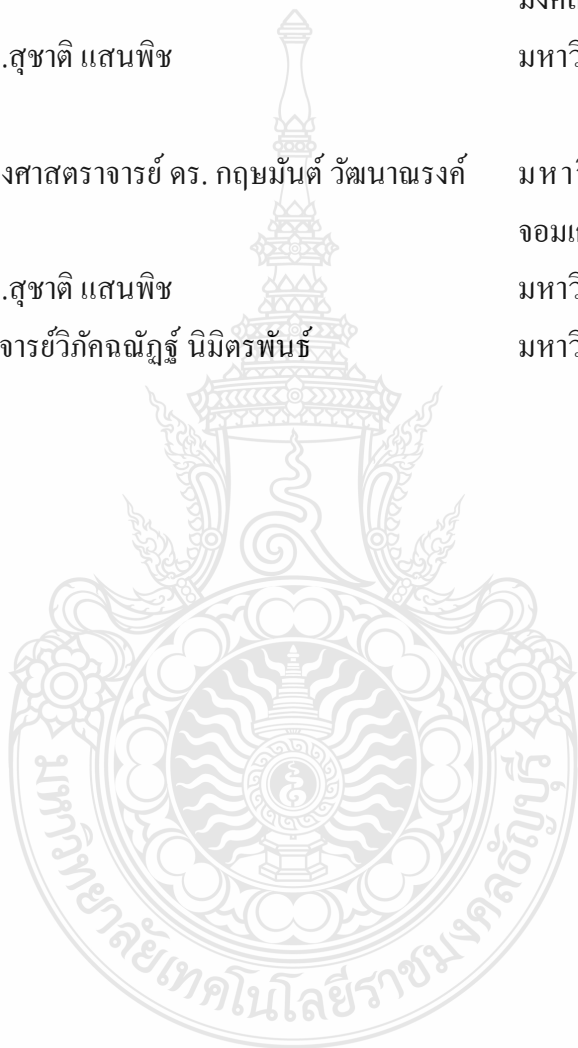 .สุชาติ แสนพิช มหาวิ
งศาสตราจารย์ ดร. กฤษมันต์ วัฒนาณรงค์ มหาวิ
จอมเก
.สุชาติ แสนพิช มหาวิ
จารย์วิภัคฉณัฏฐ์ นิมิตรพันธ์ มหาวิ
มหาวิทยาลัยเทคโนโลยีราชมงคลธัญบุรี